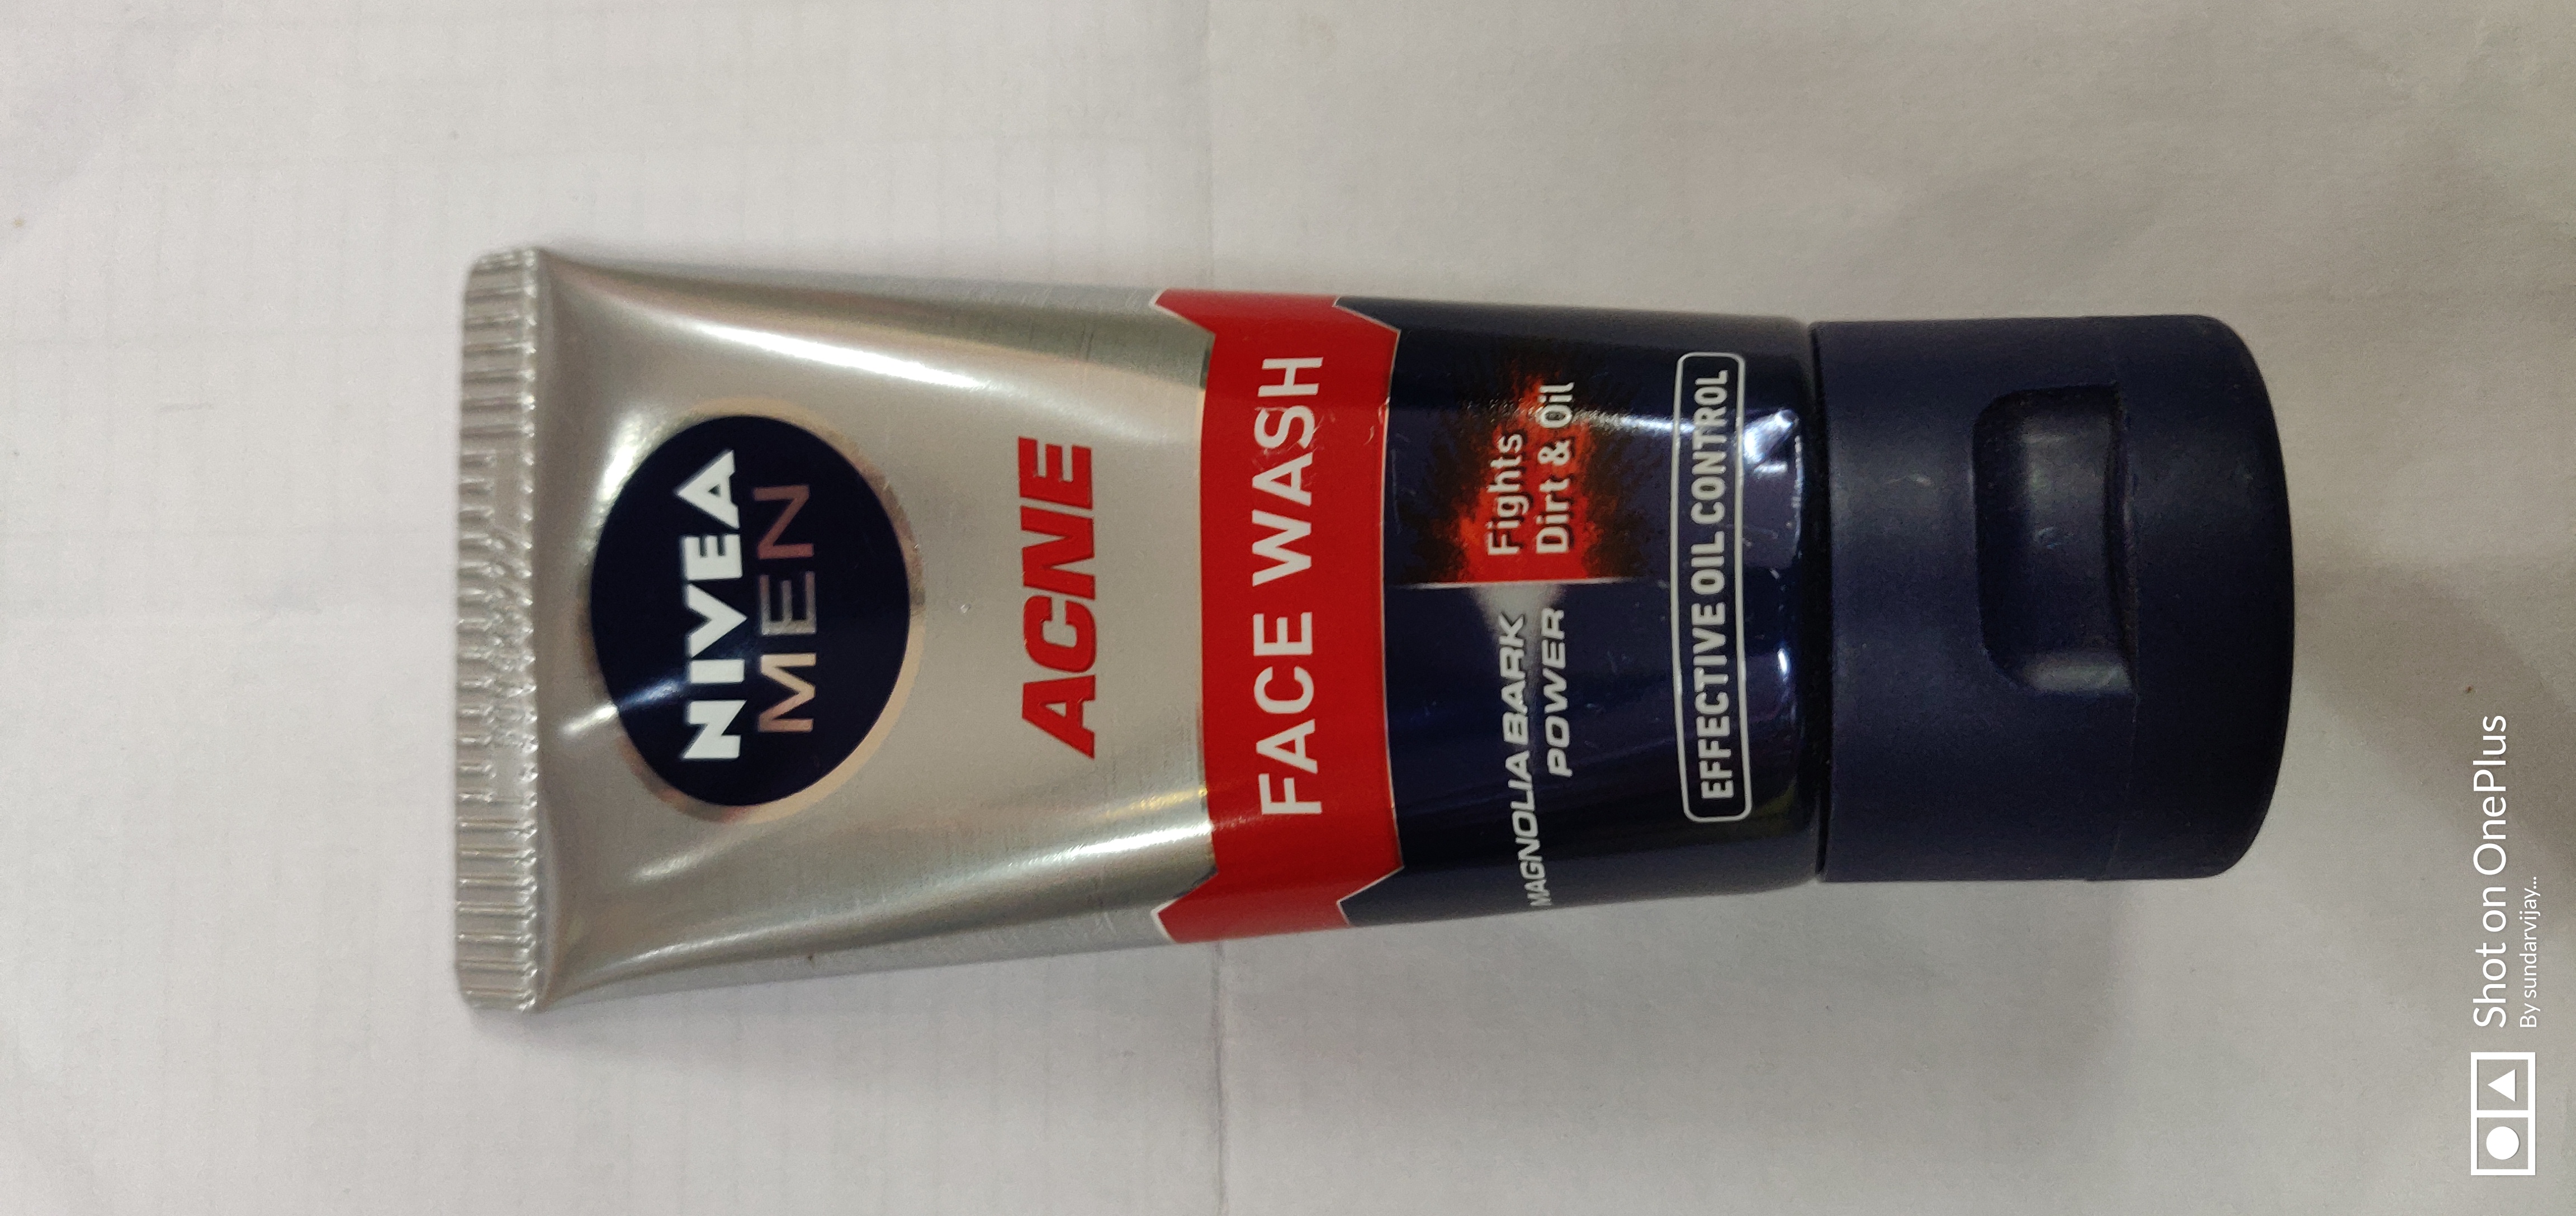 NIVEA
MEN
ACNE
FACE WASH
MAGNOLIA BARK
POWER
Fights
Dirt & Oil
EFFECTIVE OIL CONTROL
Shot on OnePlus
By sundarvijay...